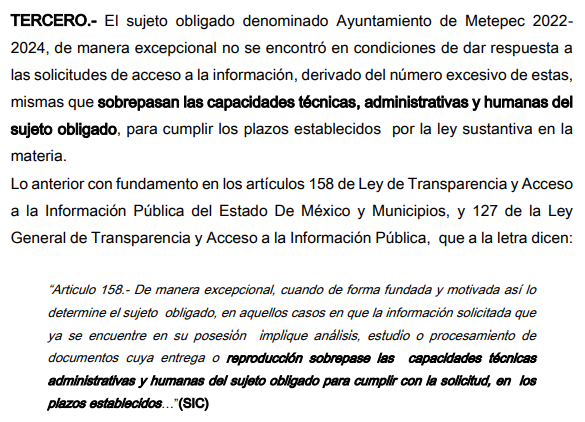 TERCERO.- El sujeto obligado denominado Ayuntamiento de Metepec 2022-
2024, de manera excepcional no se encontró en condiciones de dar respuesta a
las solicitudes de acceso a la información, derivado del número excesivo de estas,
mismas que sobrepasan las capacidades técnicas, administrativas y humanas del
sujeto obligado, para cumplir los plazos establecidos por la ley sustantiva en la
materia.
Lo anterior con fundamento en los artículos 158 de Ley de Transparencia y Acceso
a la Información Pública del Estado De México y Municipios, y 127 de la Ley
General de Transparencia y Acceso a la Información Pública, que a la letra dicen:
“Articulo 158.- De manera excepcional, cuando de forma fundada y motivada así lo
determine el sujeto obligado, en aquellos casos en que la información solicitada que
ya se encuentre en su posesión implique análisis, estudio o procesamiento de
documentos cuya entrega o reproducción sobrepase las capacidades técnicas
administrativas y humanas del sujeto obligado para cumplir con la solicitud, en los
plazos establecidos…”(SIC)